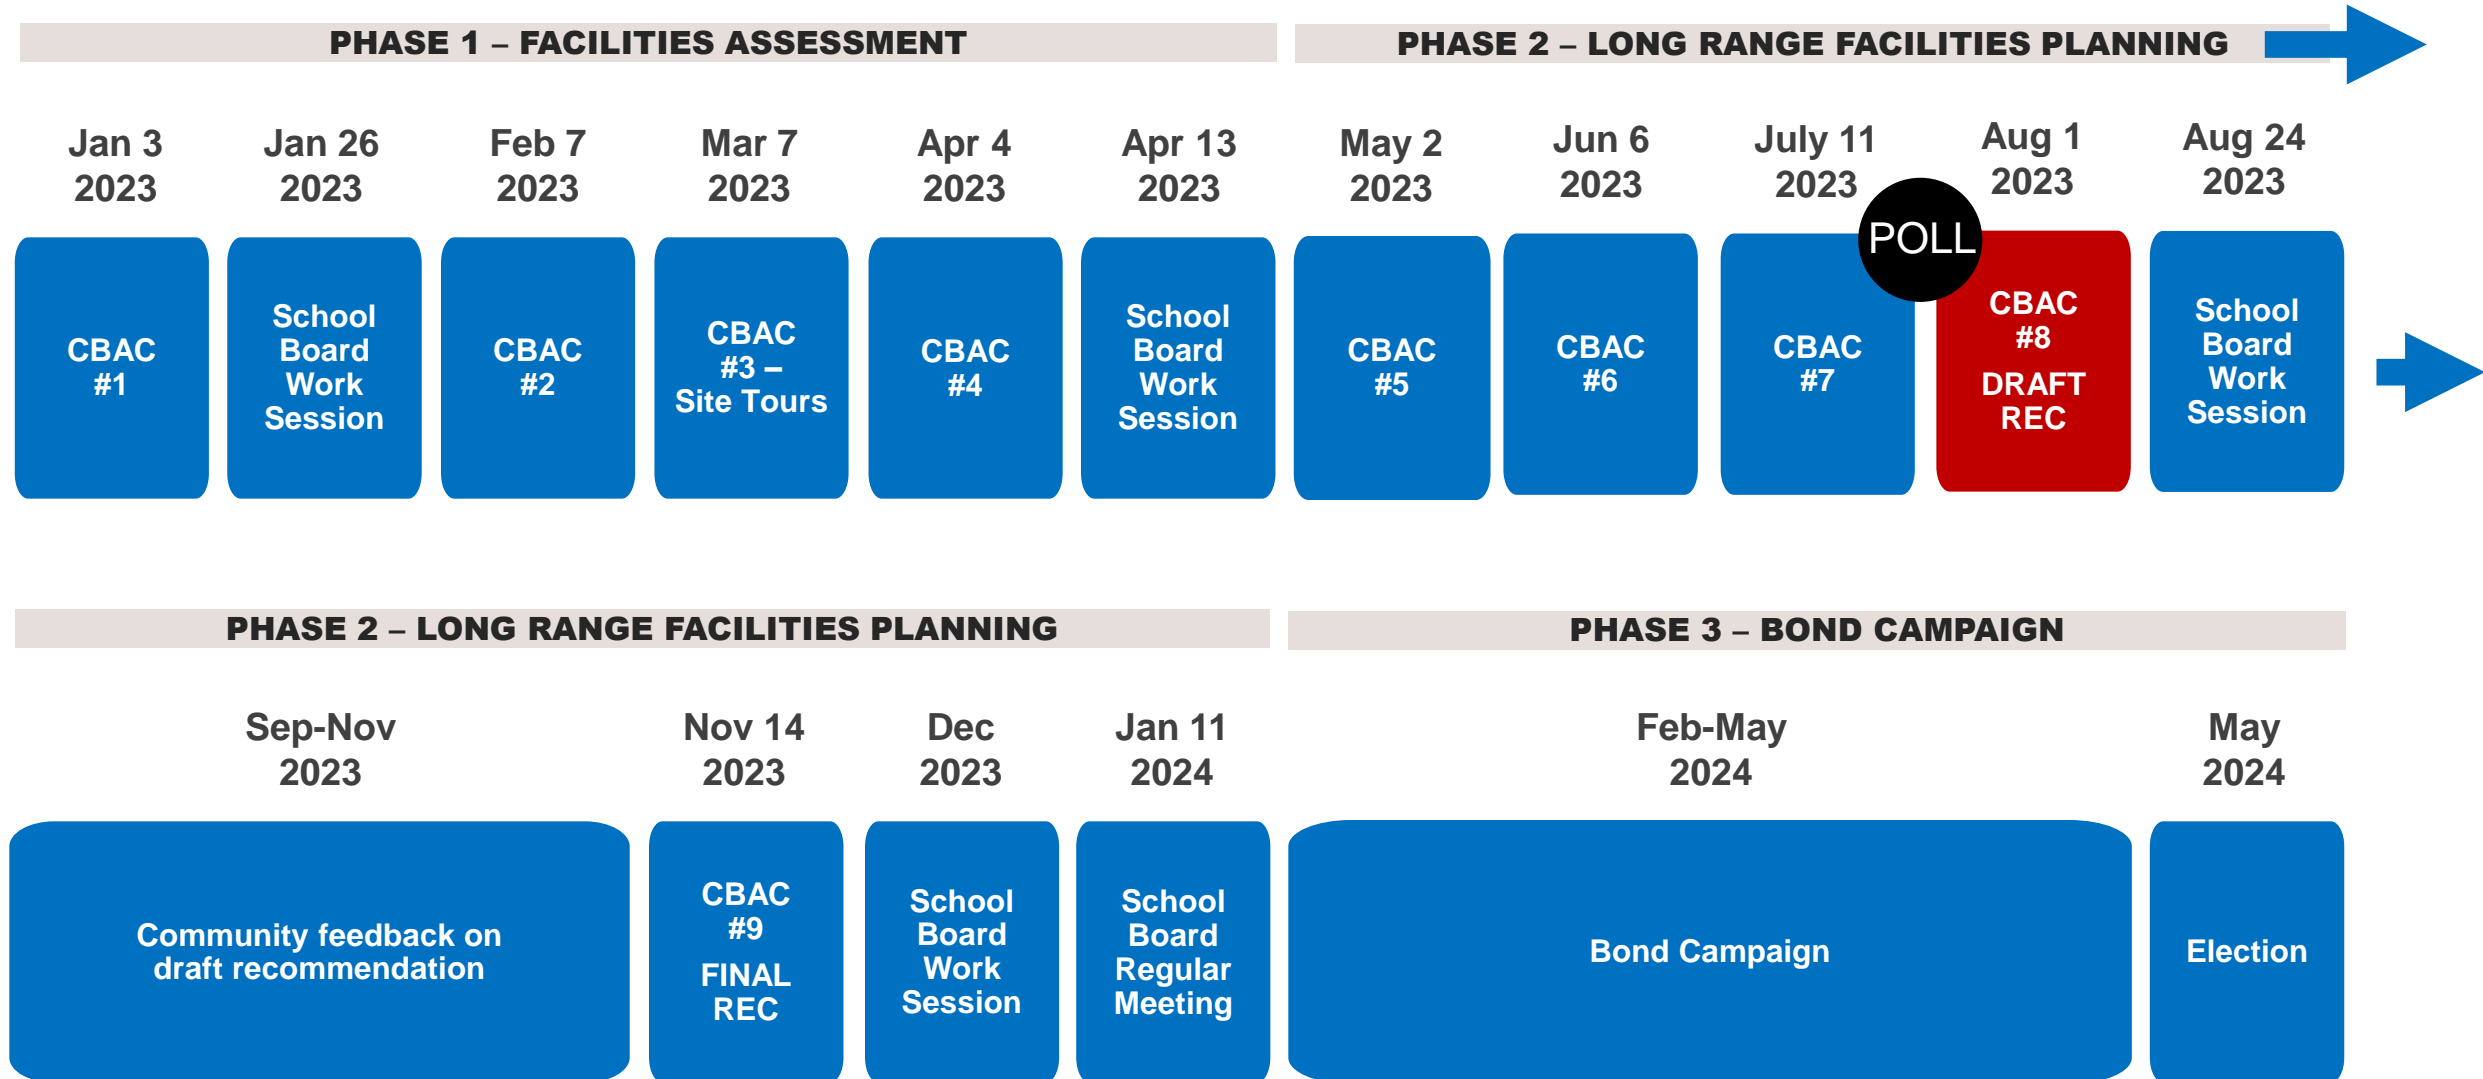 PHASE 1 – FACILITIES ASSESSMENT
PHASE 2 – LONG RANGE FACILITIES PLANNING
Jan 3
2023
Jan 26
2023
Feb 7
2023
Mar 7
2023
Apr 4
2023
Apr 13
2023
May 2
2023
Jun 6
2023
July 11
2023
Aug 1
2023
Aug 24
2023
CBAC
#1
School
Board
Work
Session
CBAC
#2
CBAC
#3 –
Site Tours
CBAC
#4
School
Board
Work
Session
CBAC
#5
CBAC
#6
CBAC
#7
POLL
CBAC
#8
DRAFT
REC
School
Board
Work
Session
PHASE 2 – LONG RANGE FACILITIES PLANNING
PHASE 3 – BOND CAMPAIGN
Sep-Nov
2023
Nov 14
2023
Dec
2023
Jan 11
2024
Feb-May
2024
May
2024
Community feedback on
draft recommendation
CBAC
#9
FINAL
REC
School
Board
Work
Session
School
Board
Regular
Meeting
Bond Campaign
Election